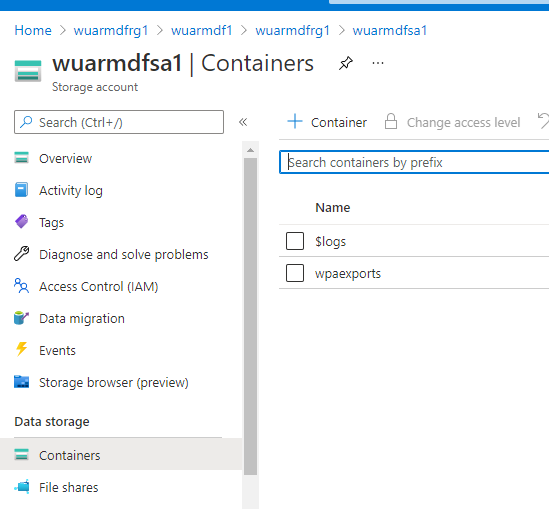 Home > wuarmdfrg1 > wuarmdf1 > wuarmdfrg1 > wuarmdfsa1
wuarmdfsa1 | Containers
Storage account
Search (Ctrl+/)
Overview
Activity log
Tags
Diagnose and solve problems
Access Control (IAM)
Data migration
Events
Storage browser (preview)
Data storage
Containers
File shares
+ Container
Change access level
Search containers by prefix
Name
$logs
wpaexports